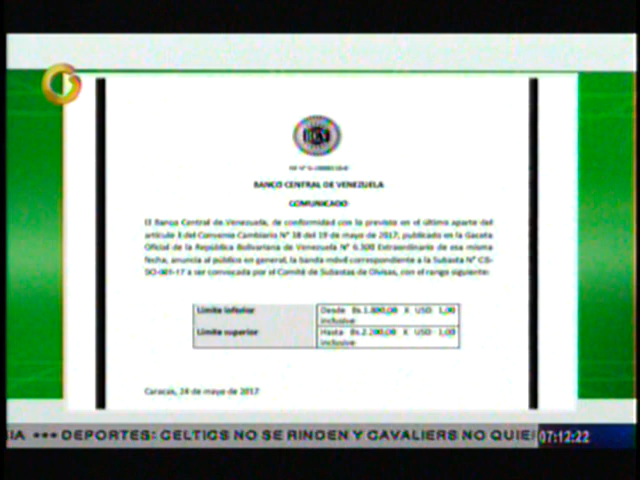 BANCO CENTRAL DE VENEZUELA
COMUNICADO
El Banco Central de Venezuela, de conformidad con lo previsto en el último aparte del
artículo 3 del Convenio Cambiario N° 38 del 19 de mayo de 2017, publicado en la Gaceta
Oficial de la República Bolivariana de Venezuela N° 6.300 Extraordinario de esa misma
fecha, anuncia al público en general, la banda móvil correspondiente a la Subasta N° CO-
SO-001-17 a ser convocada por el Comité de Subastas de Divisas, con el rango siguiente:
Límite inferior Desde Bs.1.800,00 X USD 1,00
inclusive
Límite superior Hasta Bs.2.200,00 X USD 1,00
inclusive
Caracas, 24 de mayo de 2017
IA *** DEPORTES: CELTICS NO SE RINDEN Y CAVALIERS NO QUIE
07:12:22